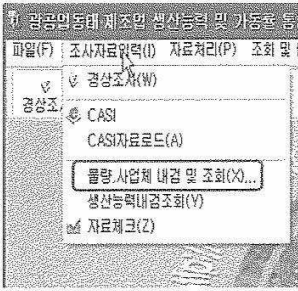 광공업동태 제조업 생산능력 및 가동율 통
파일(F) 조사자료입력(I) 자료처리(P) 조회 및
경상조사(W)
경상조
CASI
CASI자료로드(A)
물량,사업체 내검 및 조회(X)...
생산능력내검조회(Y)
자료체크(Z)